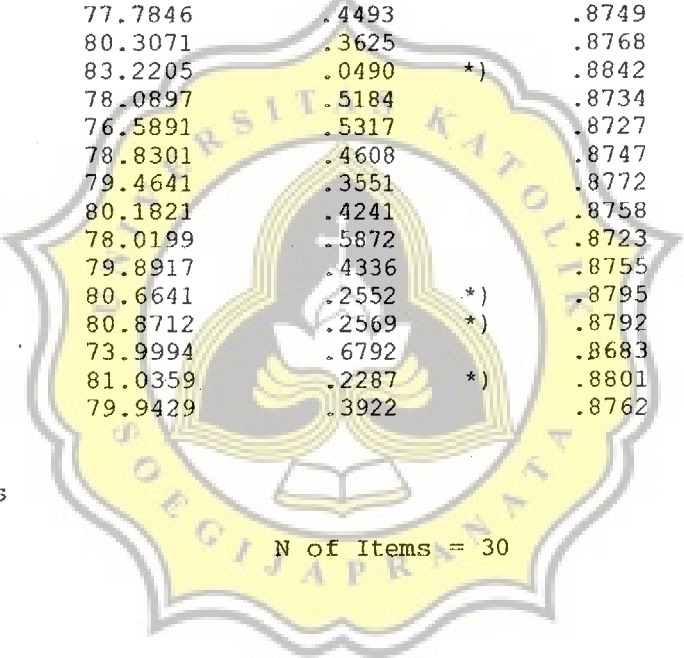 77.7846 .4493 .8749
80.3071 .3625 .8768
83.2205 .0490 *) .8842
78.0897 .5184 .8734
76.5891 .5317 .8727
78.8301 .4608 .8747
79.4641 .3551 .8772
80.1821 .4241 .8758
78.0199 .5872 .8723
79.8917 .4336 .8755
80.6641 .2552 *) .8795
80.8712 .2569 *) .8792
73.9994 .6792 .8683
81.0359 .2287 *) .8801
79.9429 .3922 .8762
s
N of Items = 30
UNIVERSITAS KATOLIK
SOEGIJAPRANATA